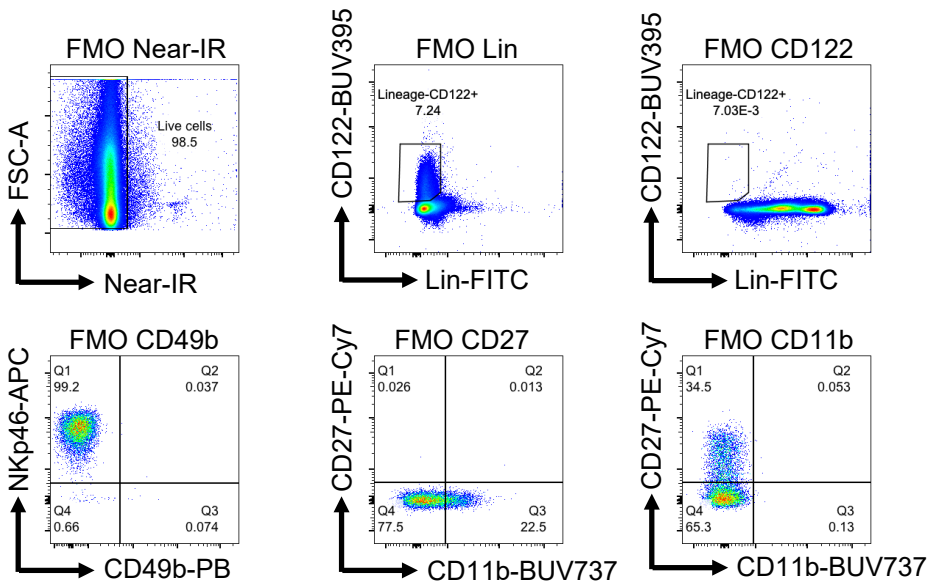 FMO Near-IR
FSC-A
Live cells
98.5
Near-IR
FMO Lin
CD122-BUV395
Lineage-CD122+
7.24
Lin-FITC
FMO CD122
CD122-BUV395
Lineage-CD122+
7.03E-3
Lin-FITC
FMO CD49b
NKp46-APC
Q1
99.2
Q2
0.037
Q4
0.66
Q3
0.074
CD49b-PB
FMO CD27
CD27-PE-Cy7
Q1
0.026
Q2
0.013
Q4
77.5
Q3
22.5
CD11b-BUV737
FMO CD11b
CD27-PE-Cy7
Q1
34.5
Q2
0.053
Q4
65.3
Q3
0.13
CD11b-BUV737